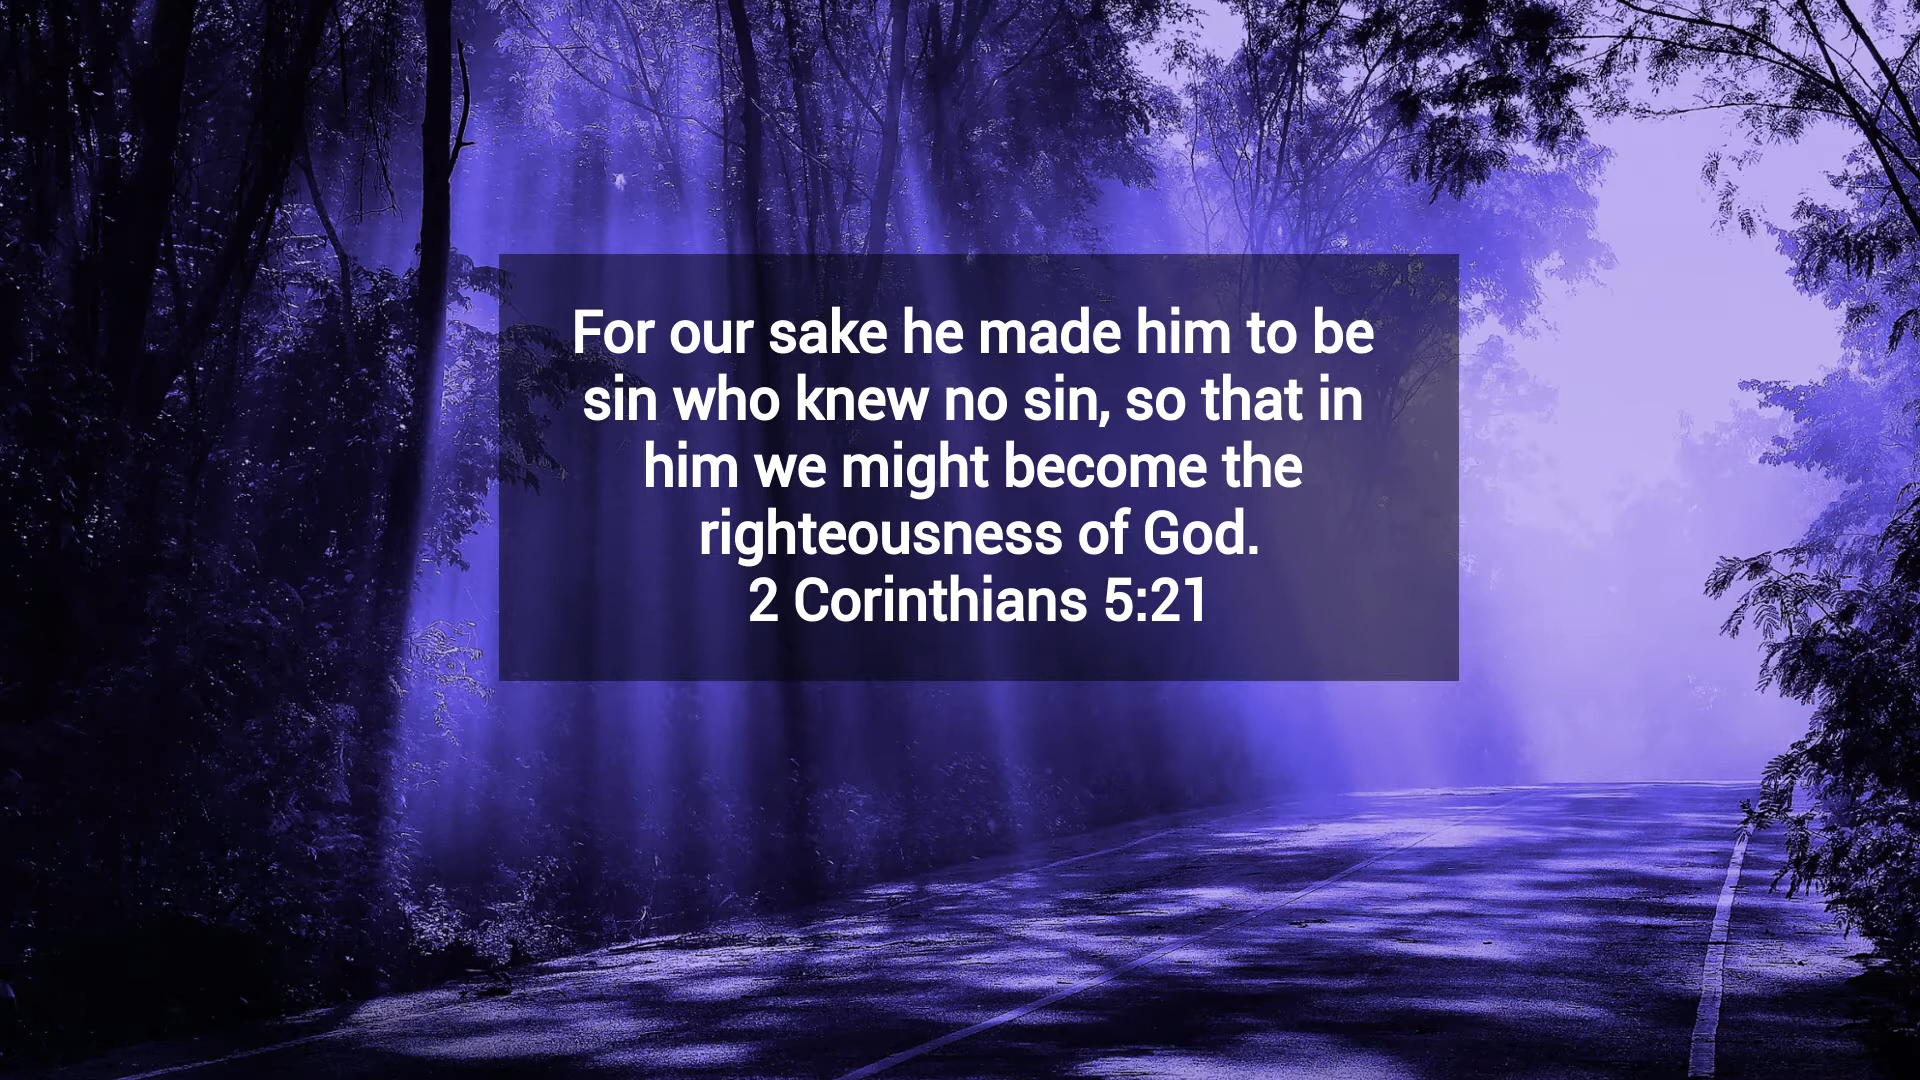 For our sake he made him to be
sin who knew no sin, so that in
him we might become the
righteousness of God.
2 Corinthians 5:21